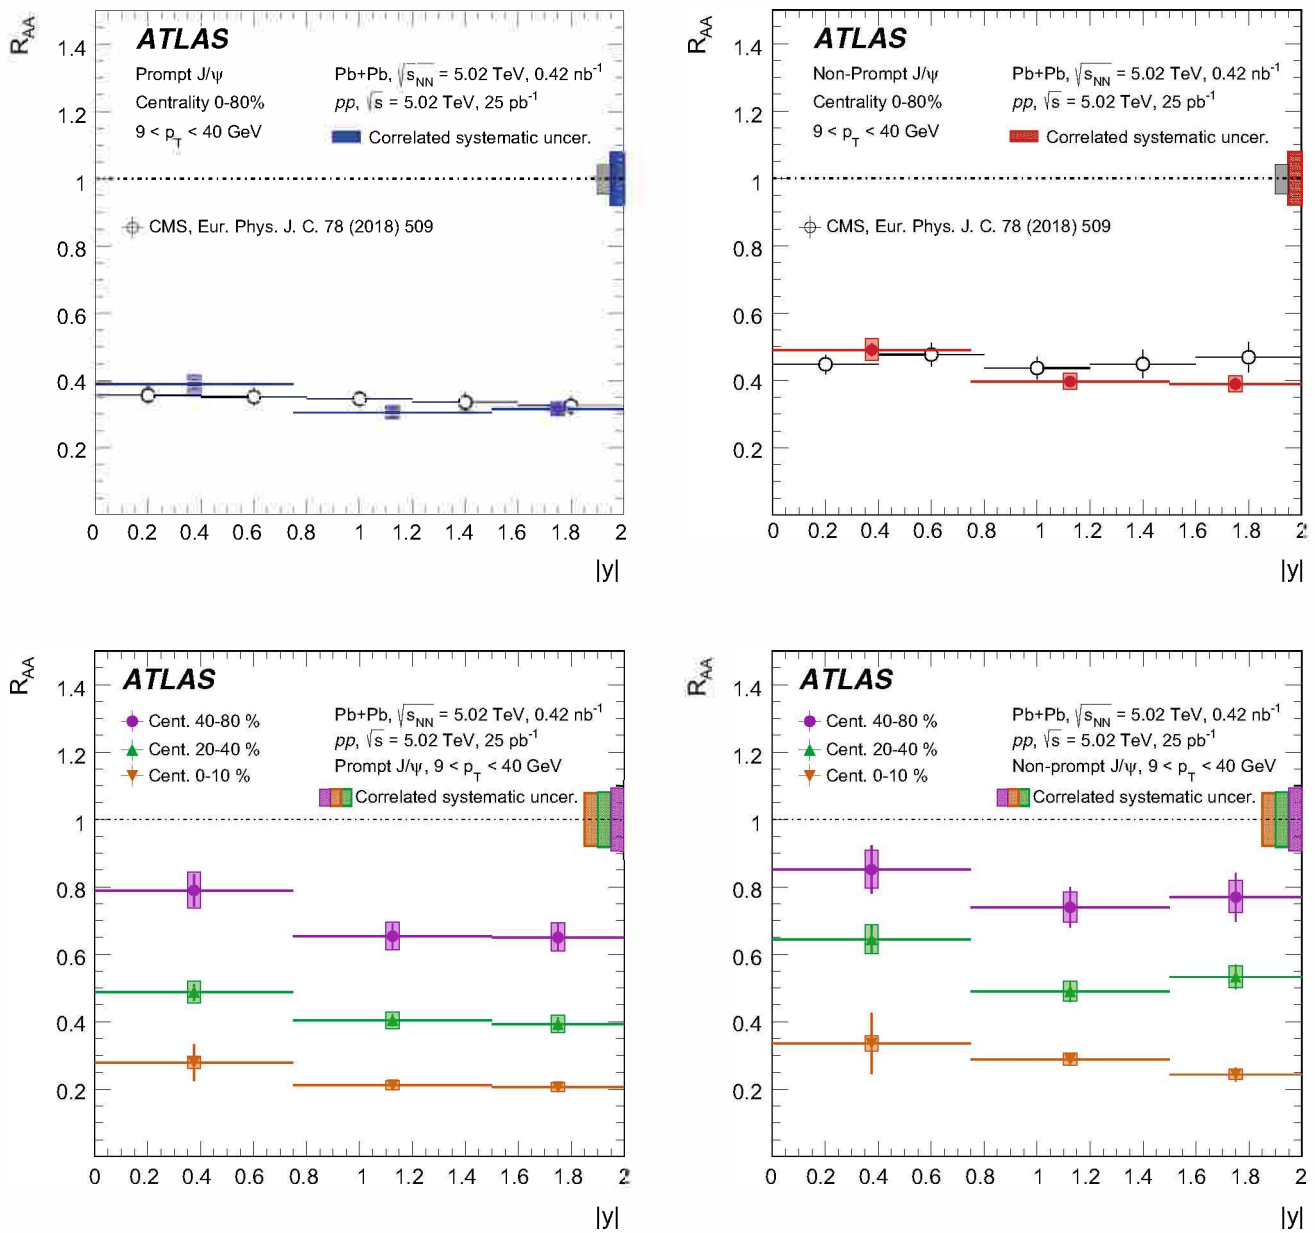 R_AA
ATLAS
Prompt J/ψ
Pb+Pb, √s_NN = 5.02 TeV, 0.42 nb⁻¹
Centrality 0-80%
pp, √s = 5.02 TeV, 25 pb⁻¹
9 < p_T < 40 GeV
Correlated systematic uncer.
CMS, Eur. Phys. J. C. 78 (2018) 509
1.4
1.2
1
0.8
0.6
0.4
0.2
0 0.2 0.4 0.6 0.8 1 1.2 1.4 1.6 1.8 2
|y|
R_AA
ATLAS
Non-Prompt J/ψ
Pb+Pb, √s_NN = 5.02 TeV, 0.42 nb⁻¹
Centrality 0-80%
pp, √s = 5.02 TeV, 25 pb⁻¹
9 < p_T < 40 GeV
Correlated systematic uncer.
CMS, Eur. Phys. J. C. 78 (2018) 509
1.4
1.2
1
0.8
0.6
0.4
0.2
0 0.2 0.4 0.6 0.8 1 1.2 1.4 1.6 1.8 2
|y|
R_AA
ATLAS
Cent. 40-80 %
Cent. 20-40 %
Cent. 0-10 %
Pb+Pb, √s_NN = 5.02 TeV, 0.42 nb⁻¹
pp, √s = 5.02 TeV, 25 pb⁻¹
Prompt J/ψ, 9 < p_T < 40 GeV
Correlated systematic uncer.
1.4
1.2
1
0.8
0.6
0.4
0.2
0 0.2 0.4 0.6 0.8 1 1.2 1.4 1.6 1.8 2
|y|
R_AA
ATLAS
Cent. 40-80 %
Cent. 20-40 %
Cent. 0-10 %
Pb+Pb, √s_NN = 5.02 TeV, 0.42 nb⁻¹
pp, √s = 5.02 TeV, 25 pb⁻¹
Non-prompt J/ψ, 9 < p_T < 40 GeV
Correlated systematic uncer.
1.4
1.2
1
0.8
0.6
0.4
0.2
0 0.2 0.4 0.6 0.8 1 1.2 1.4 1.6 1.8 2
|y|